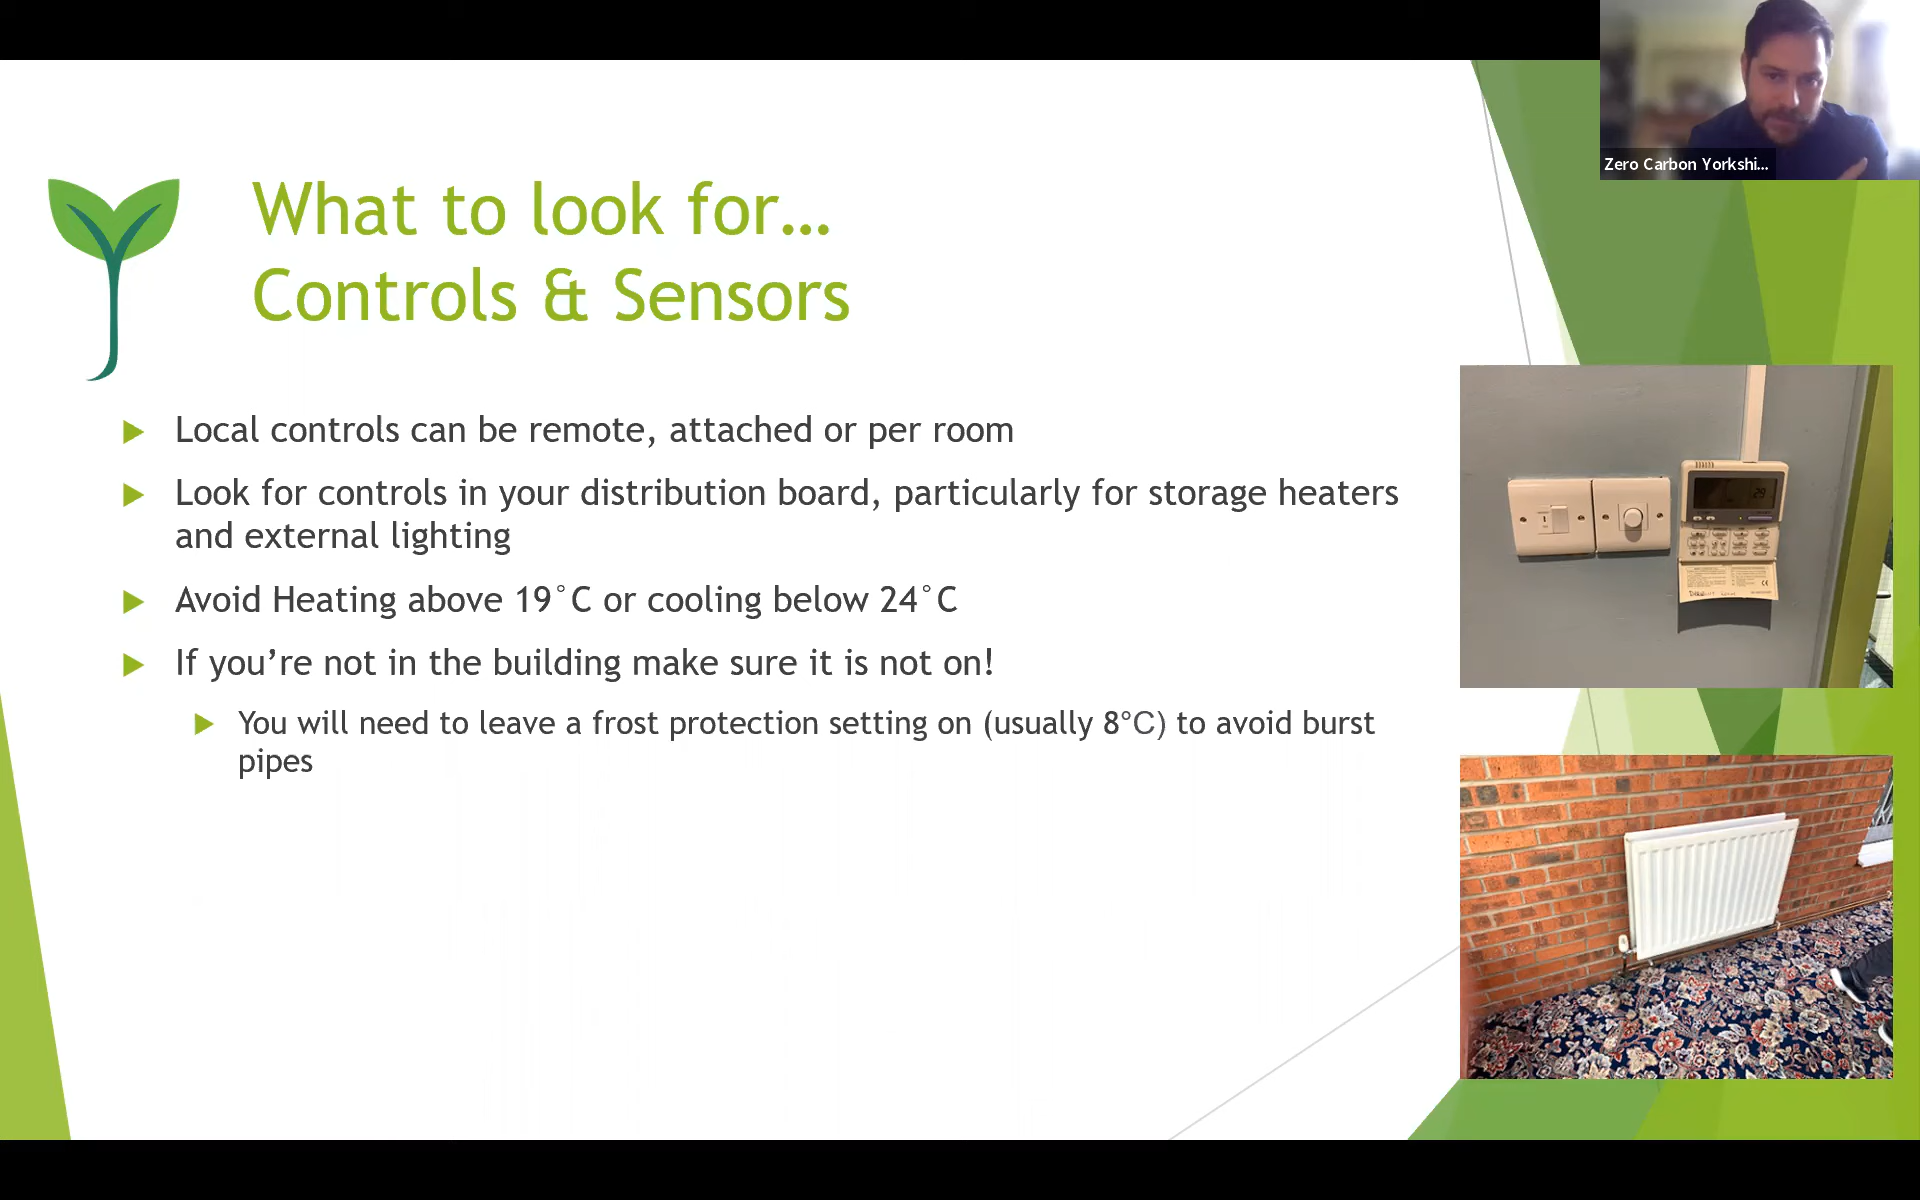 Zero Carbon Yorkshi...
What to look for...
Controls & Sensors
Local controls can be remote, attached or per room
Look for controls in your distribution board, particularly for storage heaters
and external lighting
Avoid Heating above 19°C or cooling below 24°C
If you’re not in the building make sure it is not on!
You will need to leave a frost protection setting on (usually 8°C) to avoid burst
pipes